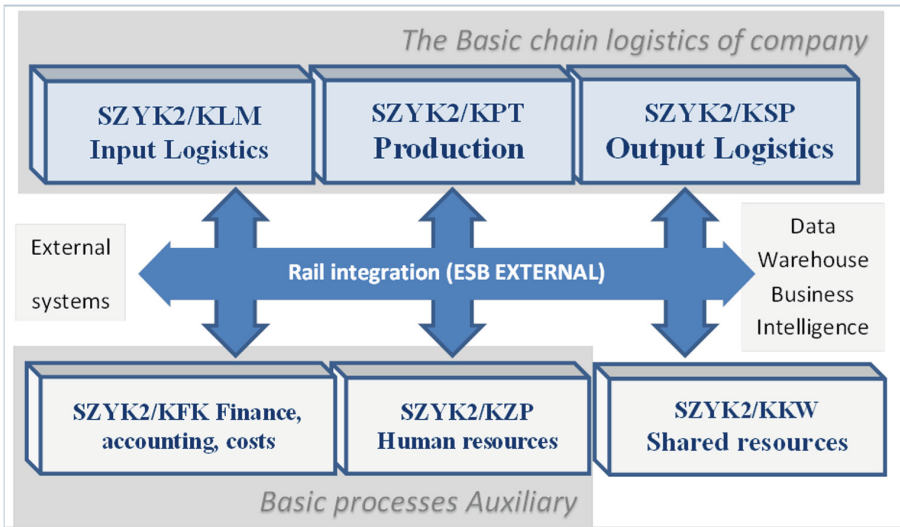 The Basic chain logistics of company
SZYK2/KLM
Input Logistics
SZYK2/KPT
Production
SZYK2/KSP
Output Logistics
External
systems
Rail integration (ESB EXTERNAL)
Data
Warehouse
Business
Intelligence
SZYK2/KFK Finance,
accounting, costs
SZYK2/KZP
Human resources
SZYK2/KKW
Shared resources
Basic processes Auxiliary